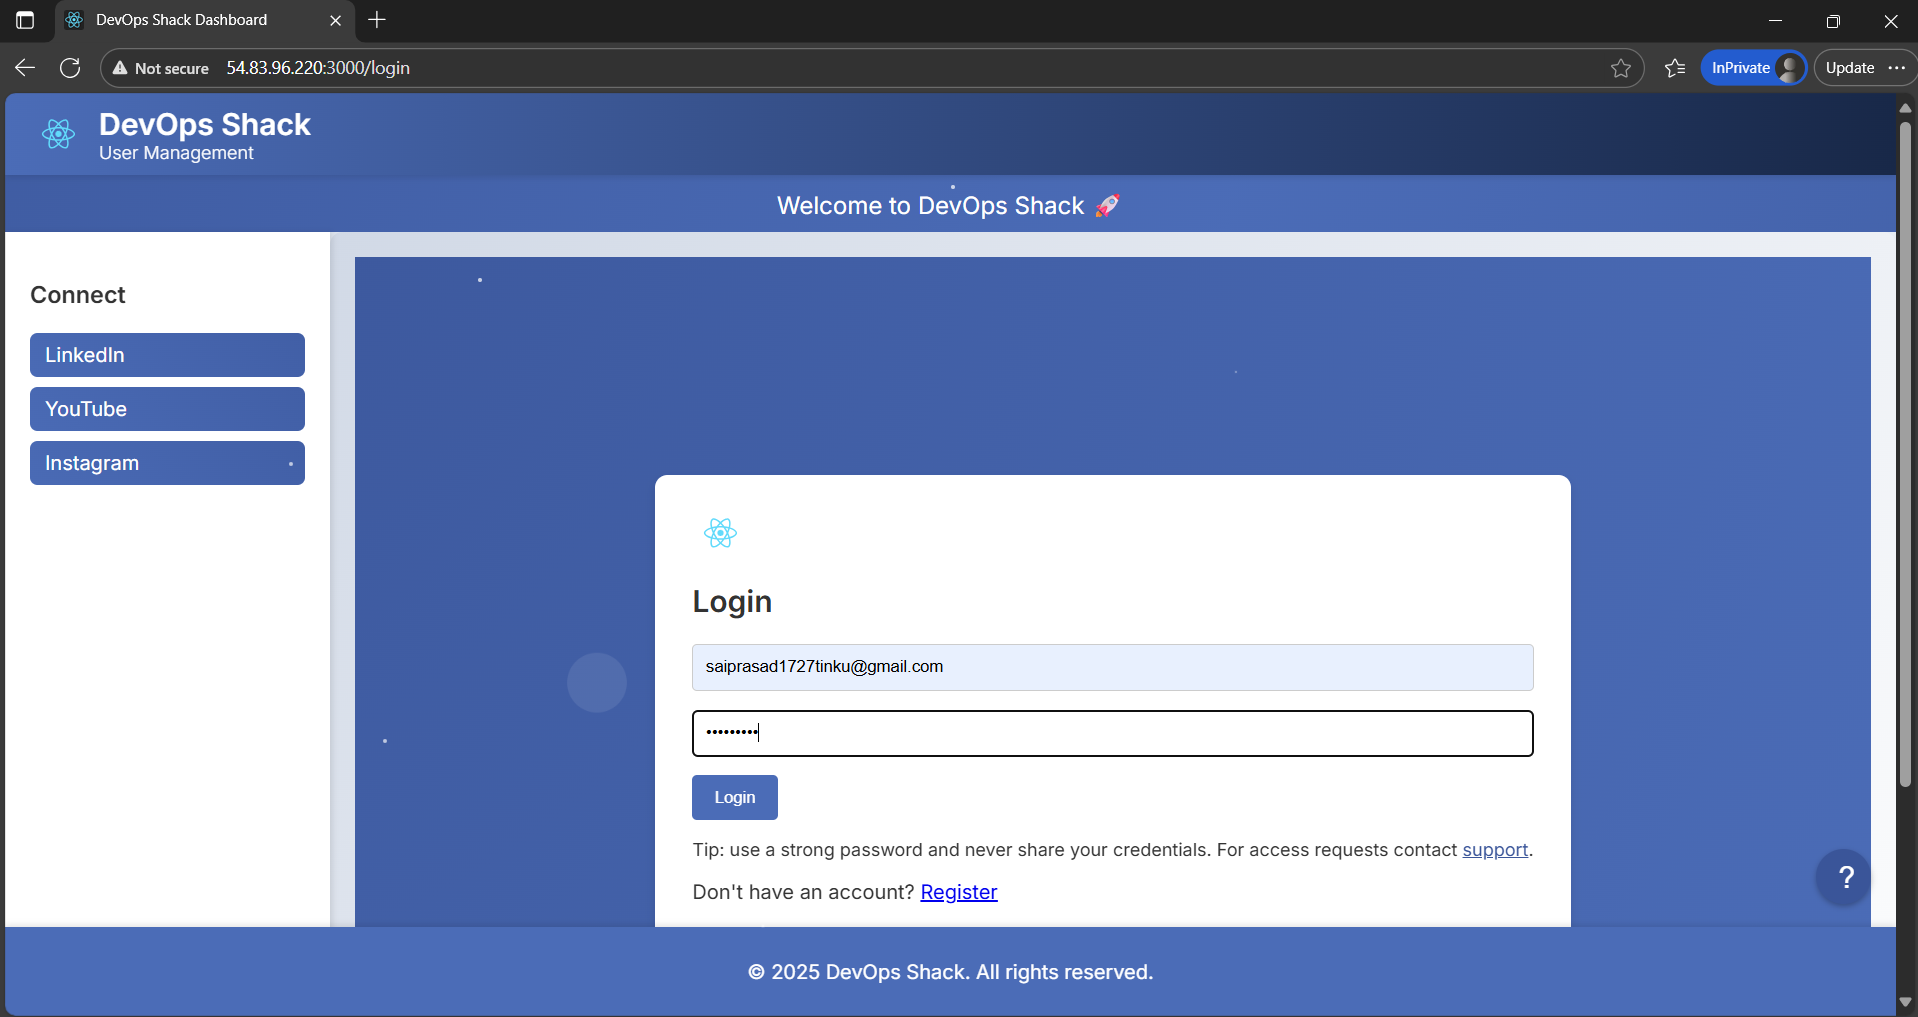 DevOps Shack Dashboard
Not secure 54.83.96.220:3000/login
InPrivate
Update
DevOps Shack
User Management
Welcome to DevOps Shack 🚀
Connect
LinkedIn
YouTube
Instagram
Login
saiprasad1727tinku@gmail.com
•••••••••
Login
Tip: use a strong password and never share your credentials. For access requests contact support.
Don't have an account? Register
?
© 2025 DevOps Shack. All rights reserved.